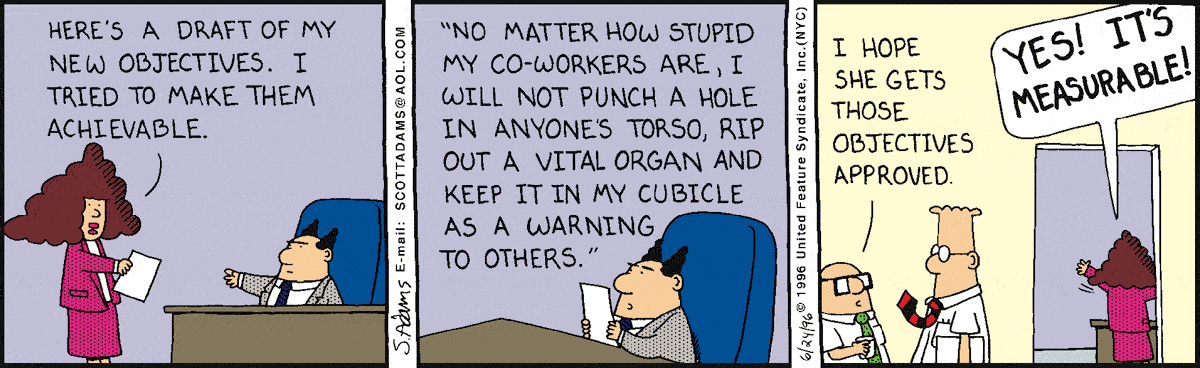 HERE'S A DRAFT OF MY
NEW OBJECTIVES. I
TRIED TO MAKE THEM
ACHIEVABLE.
S.ADAMS E-mail: SCOTTADAMS@AOL.COM
"NO MATTER HOW STUPID
MY CO-WORKERS ARE, I
WILL NOT PUNCH A HOLE
IN ANYONE'S TORSO, RIP
OUT A VITAL ORGAN AND
KEEP IT IN MY CUBICLE
AS A WARNING
TO OTHERS."
6/24/96 © 1996 United Feature Syndicate, Inc.(NYC)
I HOPE
SHE GETS
THOSE
OBJECTIVES
APPROVED.
YES! IT'S
MEASURABLE!